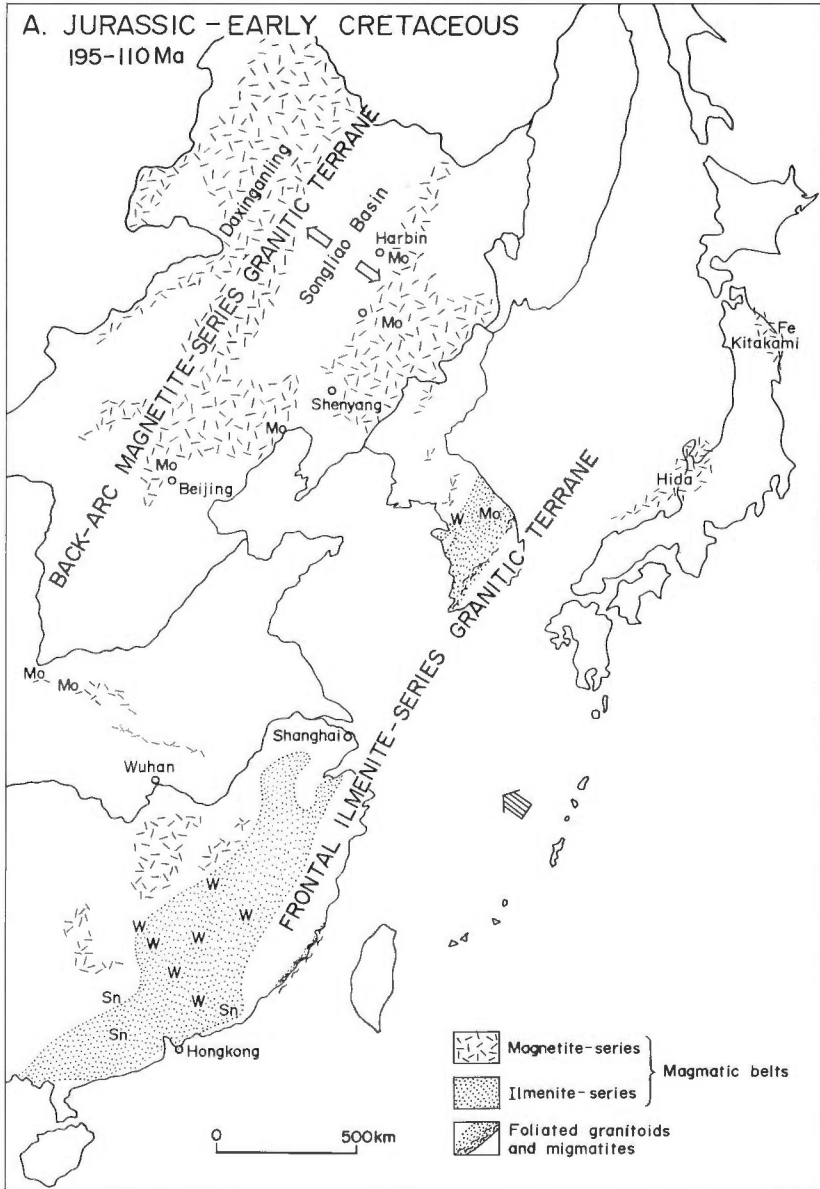 A. JURASSIC-EARLY CRETACEOUS
195-110 Ma
Daxinganling
BACK-ARC MAGNETITE-SERIES GRANITIC TERRANE
Songliao Basin
Harbin
Mo
Mo
Shenyang
Mo
Mo
Beijing
Fe
Kitakami
Hida
W
Mo
FRONTAL ILMENITE-SERIES GRANITIC TERRANE
Mo
Mo
Shanghai
Wuhan
W
W
W
W
W
W
W
Sn
Sn
Sn
Hongkong
Magnetite-series
Ilmenite-series
Magmatic belts
Foliated granitoids
and migmatites
0
500km